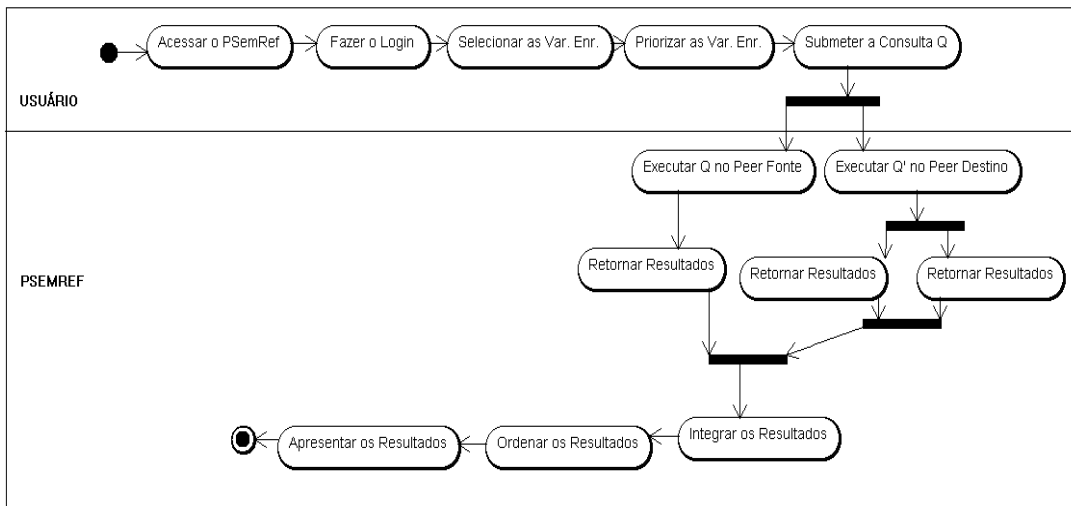 Acessar o PSemRef
Fazer o Login
Selecionar as Var. Enr.
Priorizar as Var. Enr.
Submeter a Consulta Q
USUÁRIO
Executar Q no Peer Fonte
Executar Q' no Peer Destino
PSEMREF
Retornar Resultados
Retornar Resultados
Retornar Resultados
Integrar os Resultados
Ordenar os Resultados
Apresentar os Resultados